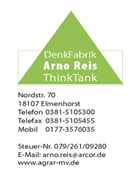 DenkFabrik
Arno Reis
ThinkTank
Nordstr. 70
18107 Elmenhorst
Telefon 0381-5105300
Telefax 0381-5105455
Mobil 0177-3576035
Steuer-Nr. 079/261/09280
E-Mail: arno.reis@arcor.de
www.agrar-mv.de